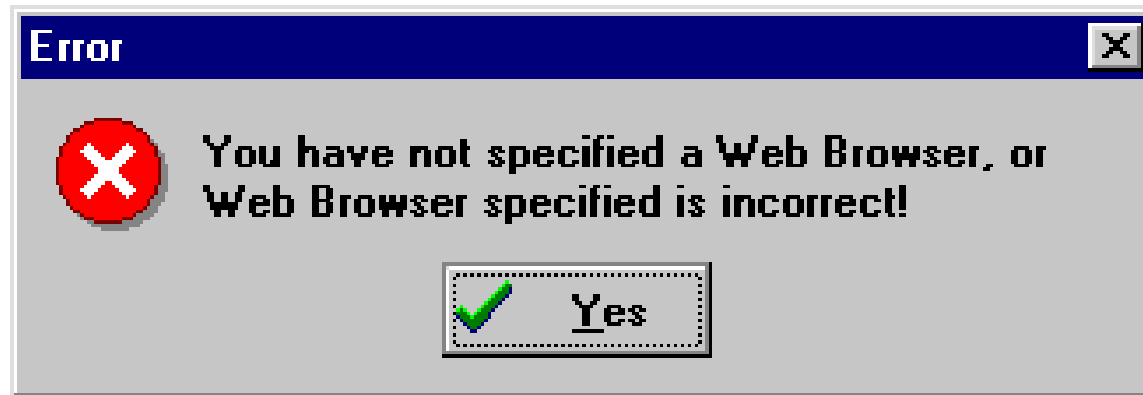 Error
You have not specified a Web Browser, or
Web Browser specified is incorrect!
Yes